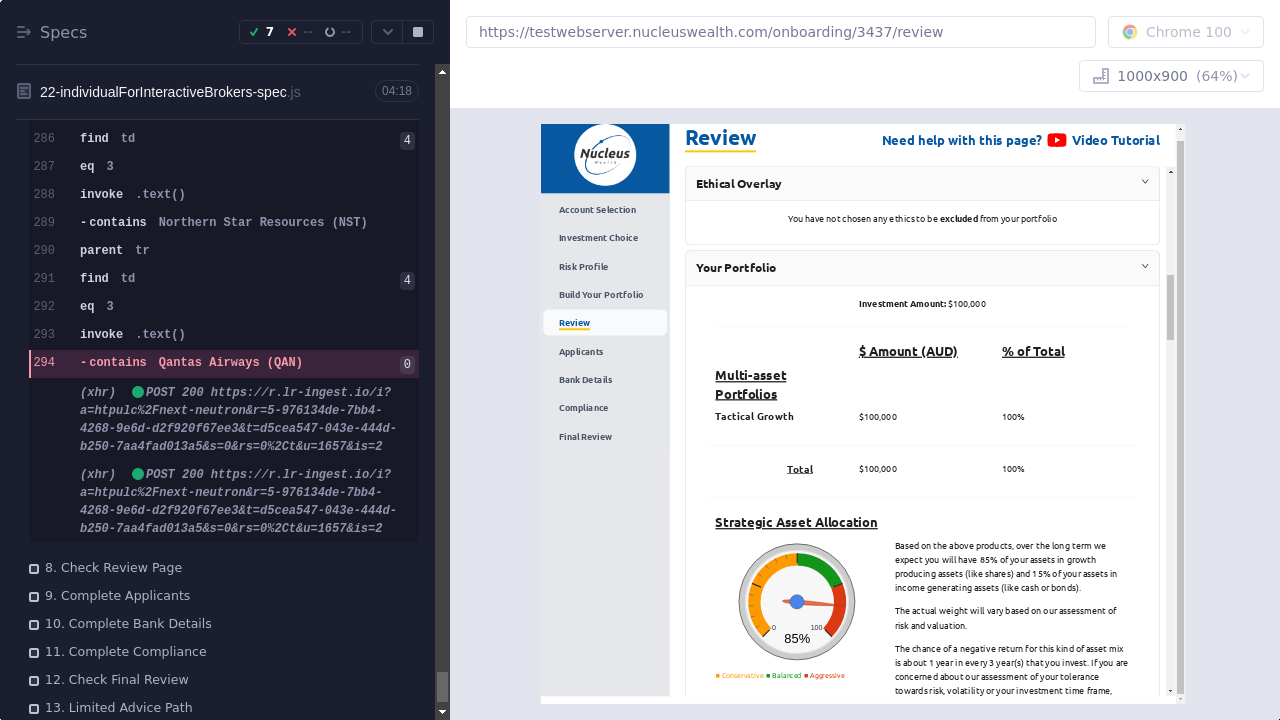 Specs
7
--
--
22-individualForInteractiveBrokers-spec.js
04:18
286 find td 4
287 eq 3
288 invoke .text()
289 -contains Northern Star Resources (NST)
290 parent tr
291 find td 4
292 eq 3
293 invoke .text()
294 -contains Qantas Airways (QAN) 0
(xhr) POST 200 https://r.lr-ingest.io/i?
a=htpulc%2Fnext-neutron&r=5-976134de-7bb4-
4268-9e6d-d2f920f67ee3&t=d5cea547-043e-444d-
b250-7aa4fad013a5&s=0&rs=0%2Ct&u=1657&is=2
(xhr) POST 200 https://r.lr-ingest.io/i?
a=htpulc%2Fnext-neutron&r=5-976134de-7bb4-
4268-9e6d-d2f920f67ee3&t=d5cea547-043e-444d-
b250-7aa4fad013a5&s=0&rs=0%2Ct&u=1657&is=2
8. Check Review Page
9. Complete Applicants
10. Complete Bank Details
11. Complete Compliance
12. Check Final Review
13. Limited Advice Path
https://testwebserver.nucleuswealth.com/onboarding/3437/review
Chrome 100
1000x900 (64%)
Nucleus
Wealth
Account Selection
Investment Choice
Risk Profile
Build Your Portfolio
Review
Applicants
Bank Details
Compliance
Final Review
Review
Need help with this page? Video Tutorial
Ethical Overlay
You have not chosen any ethics to be excluded from your portfolio
Your Portfolio
Investment Amount: $100,000
$ Amount (AUD) % of Total
Multi-asset
Portfolios
Tactical Growth $100,000 100%
Total $100,000 100%
Strategic Asset Allocation
0
100
85%
Conservative Balanced Aggressive
Based on the above products, over the long term we
expect you will have 85% of your assets in growth
producing assets (like shares) and 15% of your assets in
income generating assets (like cash or bonds).
The actual weight will vary based on our assessment of
risk and valuation.
The chance of a negative return for this kind of asset mix
is about 1 year in every 3 year(s) that you invest. If you are
concerned about our assessment of your tolerance
towards risk, volatility or your investment time frame,